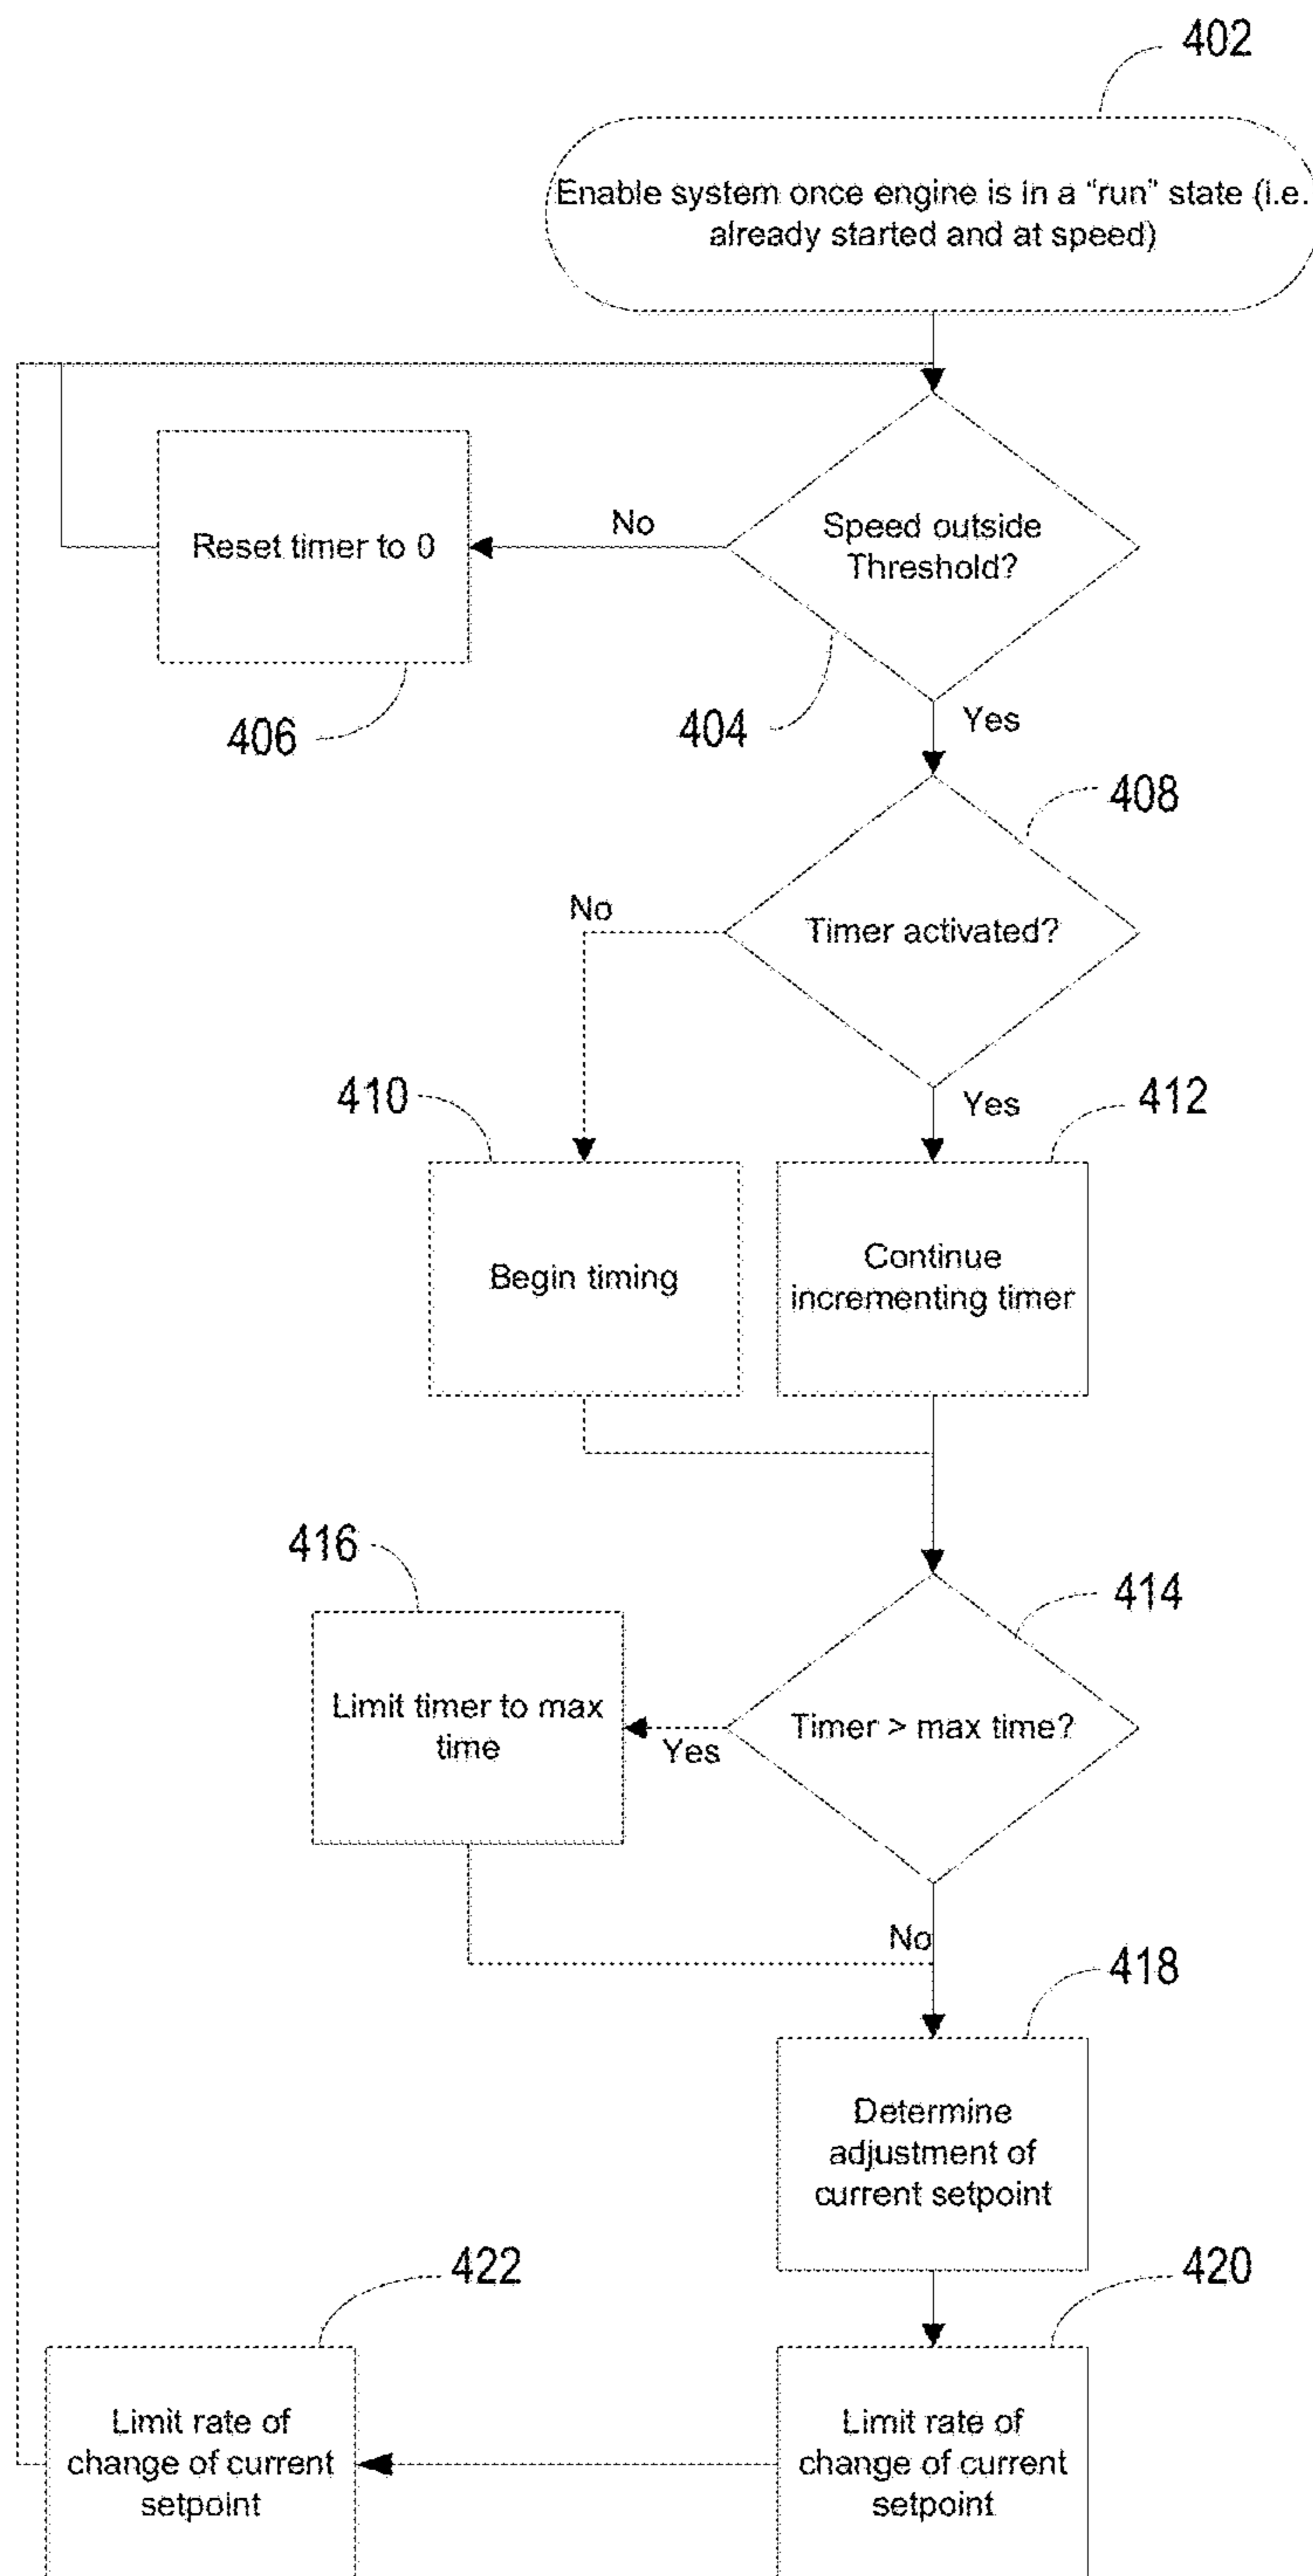 402
Enable system once engine is in a “run” state (i.e.
already started and at speed)
Speed outside
Threshold?
No
Reset timer to 0
406
404
Yes
408
Timer activated?
No
Yes
410
412
Begin timing
Continue
incrementing timer
416
414
Limit timer to max
time
Yes
Timer > max time?
No
418
Determine
adjustment of
current setpoint
422
420
Limit rate of
change of current
setpoint
Limit rate of
change of current
setpoint